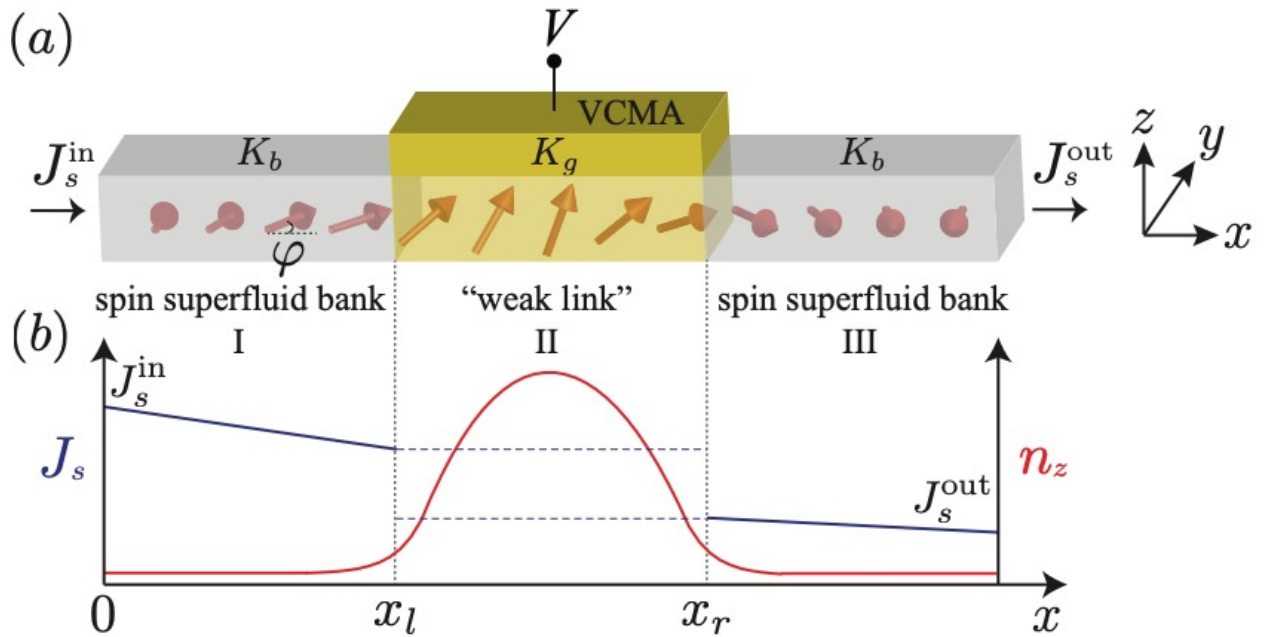 (a)
V
VCMA
K_b K_g K_b
J_s^in J_s^out
z y x
φ
spin superfluid bank "weak link" spin superfluid bank
I II III
(b)
J_s^in
J_s n_z
J_s^out
0 x_l x_r x